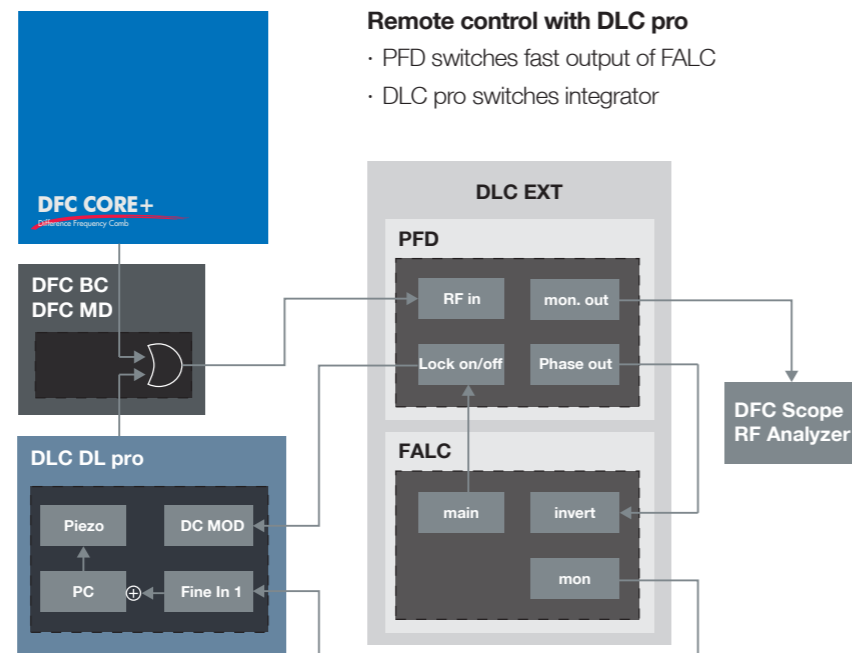 Remote control with DLC pro
· PFD switches fast output of FALC
· DLC pro switches integrator
DFC CORE+
Difference Frequency Comb
DLC EXT
PFD
DFC BC
DFC MD
RF in
mon. out
Lock on/off
Phase out
DFC Scope
RF Analyzer
DLC DL pro
FALC
Piezo
DC MOD
main
invert
PC
Fine In 1
mon